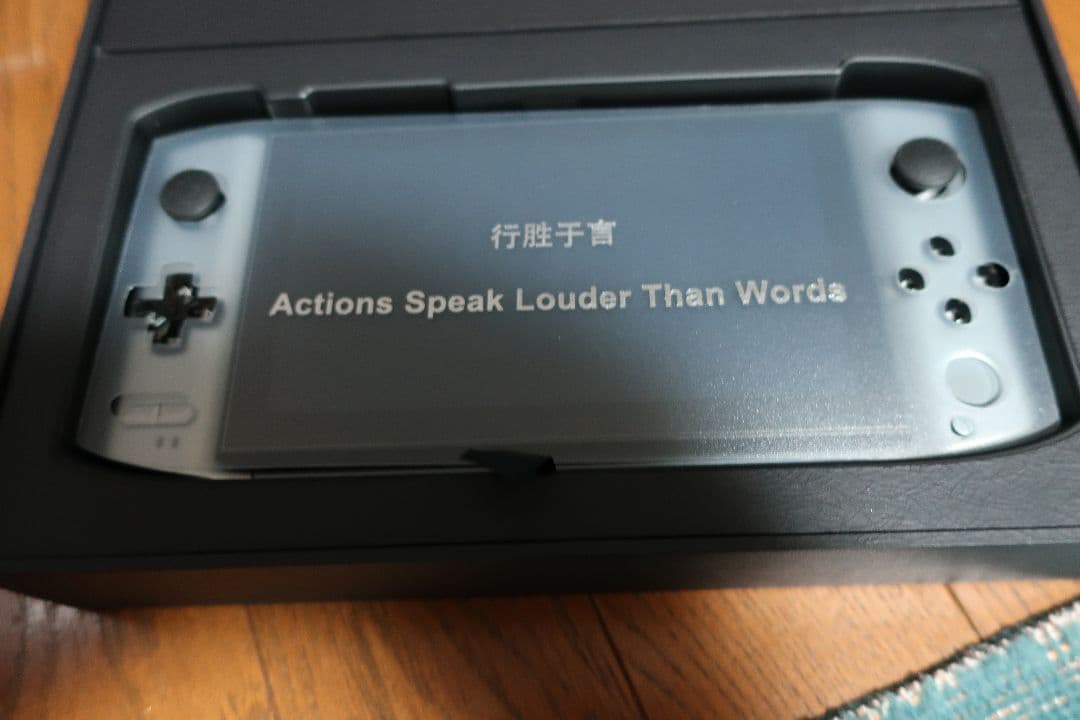 行胜于言
Actions Speak Louder Than Words